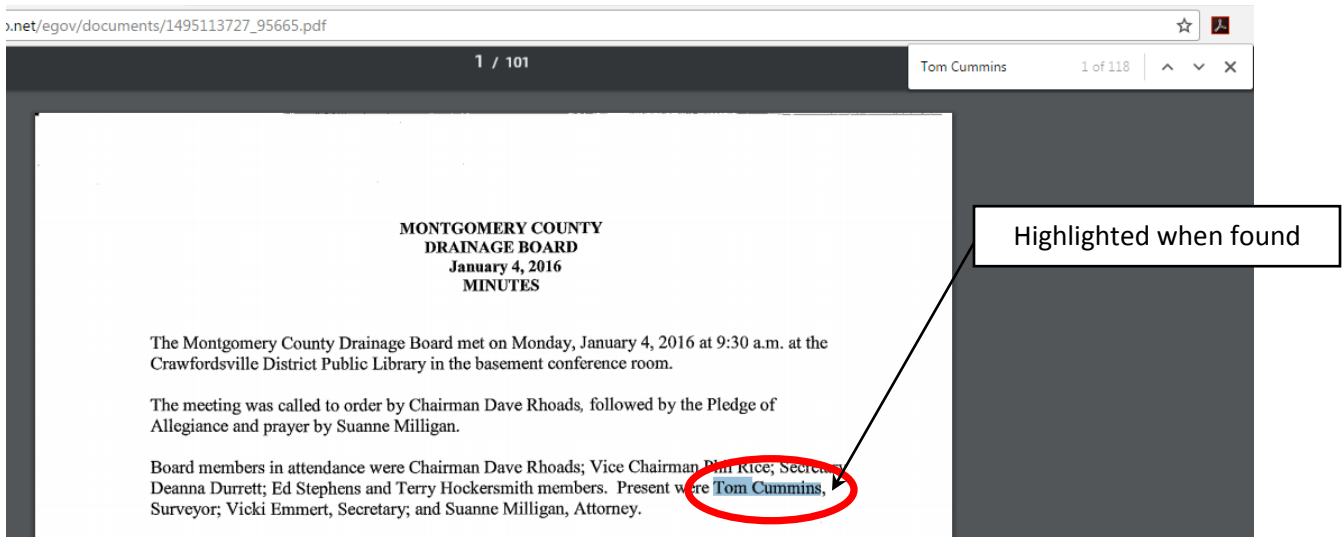 o.net/egov/documents/1495113727_95665.pdf
1 / 101
Tom Cummins 1 of 118
MONTGOMERY COUNTY
DRAINAGE BOARD
January 4, 2016
MINUTES
Highlighted when found
The Montgomery County Drainage Board met on Monday, January 4, 2016 at 9:30 a.m. at the
Crawfordsville District Public Library in the basement conference room.
The meeting was called to order by Chairman Dave Rhoads, followed by the Pledge of
Allegiance and prayer by Suanne Milligan.
Board members in attendance were Chairman Dave Rhoads; Vice Chairman Phil Rice; Secretary
Deanna Durrett; Ed Stephens and Terry Hockersmith members. Present were Tom Cummins,
Surveyor; Vicki Emmert, Secretary; and Suanne Milligan, Attorney.